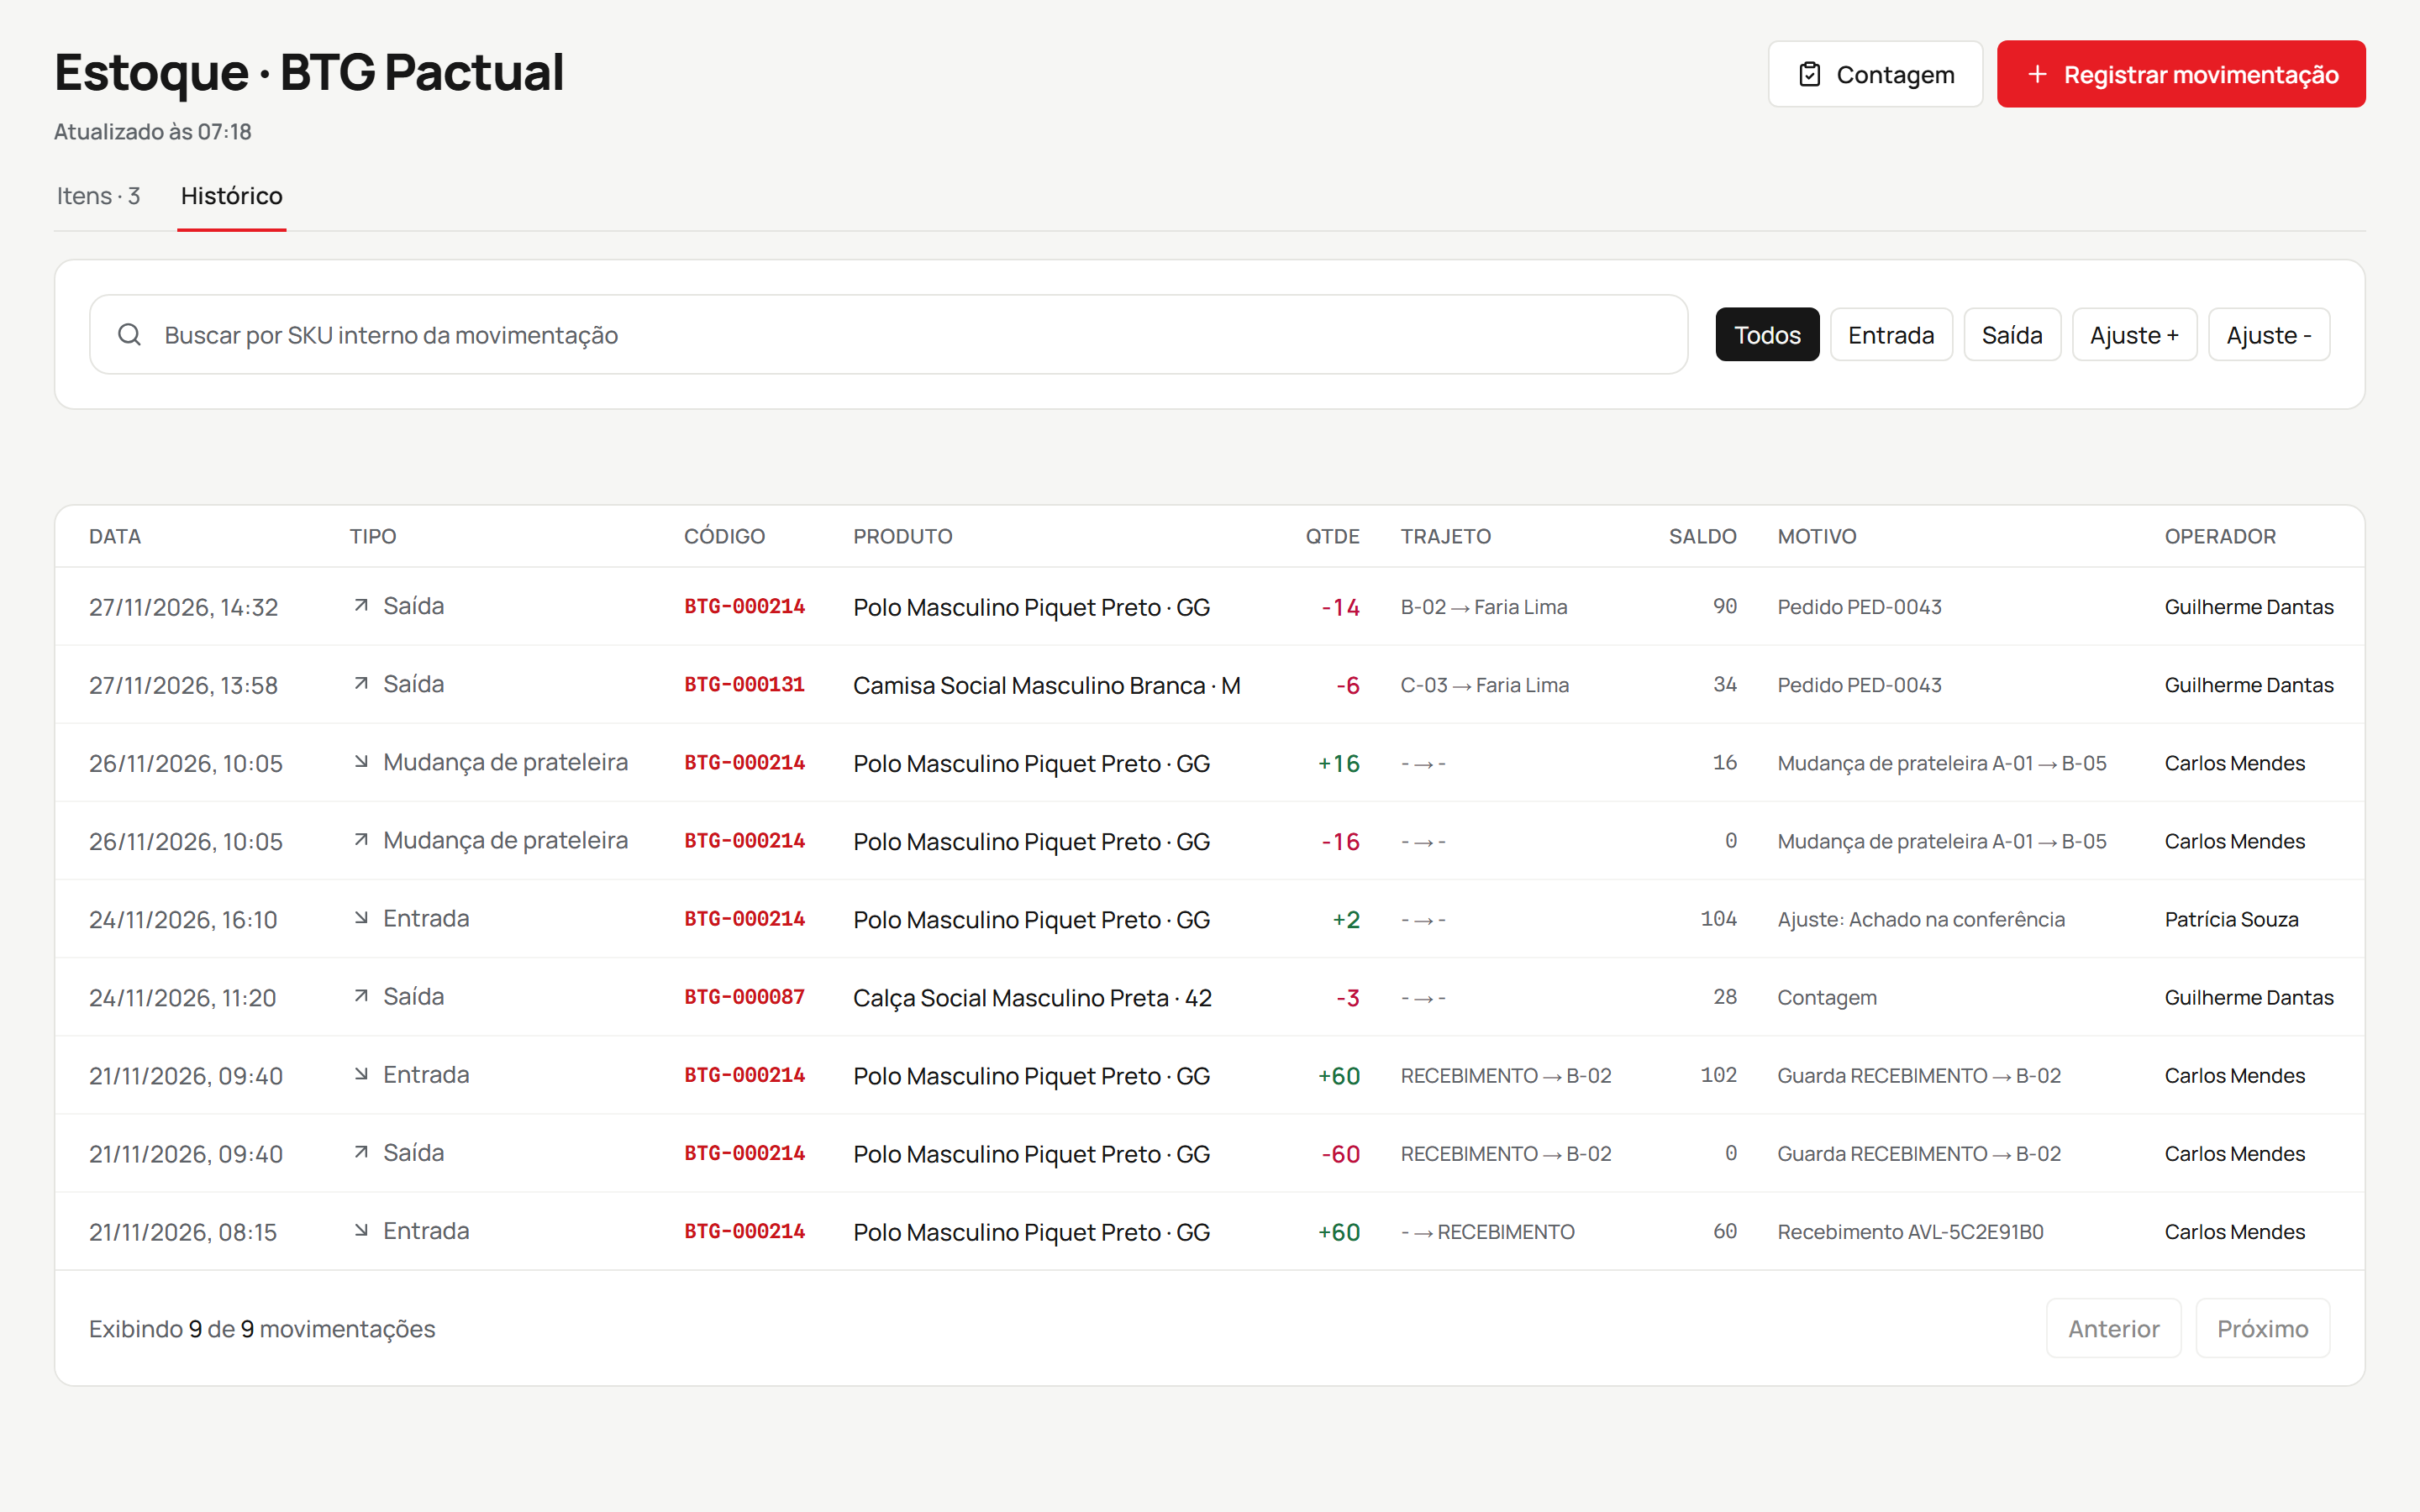 Estoque · BTG Pactual
Contagem
+ Registrar movimentação
Atualizado às 07:18
Itens · 3 Histórico
Buscar por SKU interno da movimentação
Todos Entrada Saída Ajuste + Ajuste -
DATA TIPO CÓDIGO PRODUTO QTDE TRAJETO SALDO MOTIVO OPERADOR
27/11/2026, 14:32 ↗ Saída BTG-000214 Polo Masculino Piquet Preto · GG -14 B-02 → Faria Lima 90 Pedido PED-0043 Guilherme Dantas
27/11/2026, 13:58 ↗ Saída BTG-000131 Camisa Social Masculino Branca · M -6 C-03 → Faria Lima 34 Pedido PED-0043 Guilherme Dantas
26/11/2026, 10:05 ↘ Mudança de prateleira BTG-000214 Polo Masculino Piquet Preto · GG +16 - → - 16 Mudança de prateleira A-01 → B-05 Carlos Mendes
26/11/2026, 10:05 ↗ Mudança de prateleira BTG-000214 Polo Masculino Piquet Preto · GG -16 - → - 0 Mudança de prateleira A-01 → B-05 Carlos Mendes
24/11/2026, 16:10 ↘ Entrada BTG-000214 Polo Masculino Piquet Preto · GG +2 - → - 104 Ajuste: Achado na conferência Patrícia Souza
24/11/2026, 11:20 ↗ Saída BTG-000087 Calça Social Masculino Preta · 42 -3 - → - 28 Contagem Guilherme Dantas
21/11/2026, 09:40 ↘ Entrada BTG-000214 Polo Masculino Piquet Preto · GG +60 RECEBIMENTO → B-02 102 Guarda RECEBIMENTO → B-02 Carlos Mendes
21/11/2026, 09:40 ↗ Saída BTG-000214 Polo Masculino Piquet Preto · GG -60 RECEBIMENTO → B-02 0 Guarda RECEBIMENTO → B-02 Carlos Mendes
21/11/2026, 08:15 ↘ Entrada BTG-000214 Polo Masculino Piquet Preto · GG +60 - → RECEBIMENTO 60 Recebimento AVL-5C2E91B0 Carlos Mendes
Exibindo 9 de 9 movimentações
Anterior Próximo